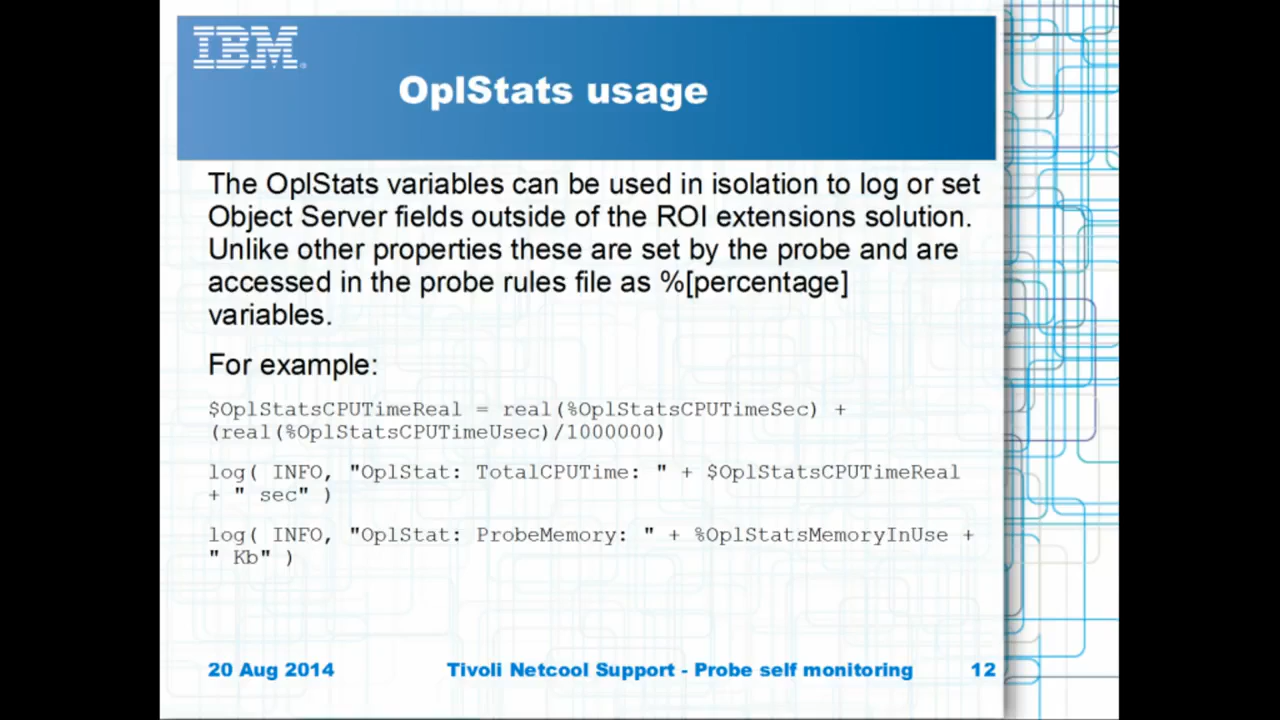 IBM
OplStats usage
The OplStats variables can be used in isolation to log or set
Object Server fields outside of the ROI extensions solution.
Unlike other properties these are set by the probe and are
accessed in the probe rules file as %[percentage]
variables.
For example:
$OplStatsCPUTimeReal = real(%OplStatsCPUTimeSec) +
(real(%OplStatsCPUTimeUsec)/1000000)
log( INFO, "OplStat: TotalCPUTime: " + $OplStatsCPUTimeReal
+ " sec" )
log( INFO, "OplStat: ProbeMemory: " + %OplStatsMemoryInUse +
" Kb" )
20 Aug 2014 Tivoli Netcool Support - Probe self monitoring 12